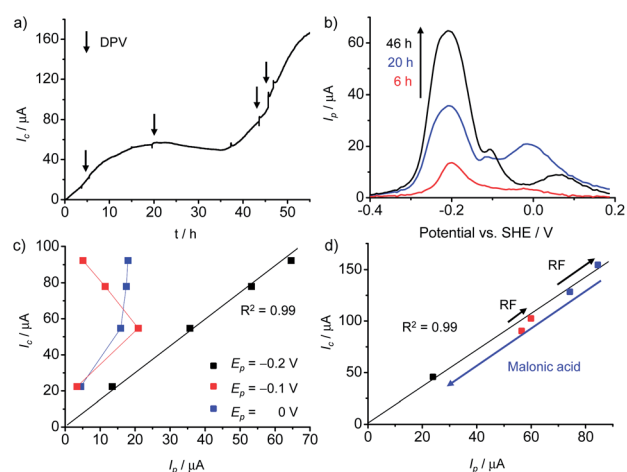 a)
DPV
I_c / µA
160
120
80
40
0
0 10 20 30 40 50
t / h
b)
46 h
20 h
6 h
I_p / µA
70
60
50
40
30
20
10
0
-0.4 -0.2 0.0 0.2
Potential vs. SHE / V
c)
I_c / µA
100
80
60
40
20
0
R² = 0.99
E_p = –0.2 V
E_p = –0.1 V
E_p = 0 V
0 10 20 30 40 50 60 70
I_p / µA
d)
I_c / µA
150
100
50
0
RF
RF
R² = 0.99
Malonic acid
0 20 40 60 80
I_p / µA